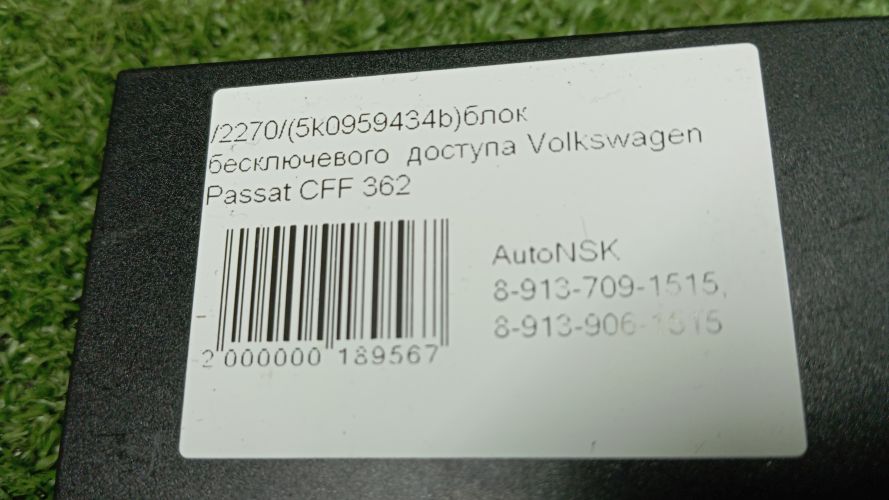 /2270/(5k0959434b)блок
бесключевого доступа Volkswagen
Passat CFF 362
AutoNSK
8-913-709-1515,
8-913-906-1515
2 000000 189567